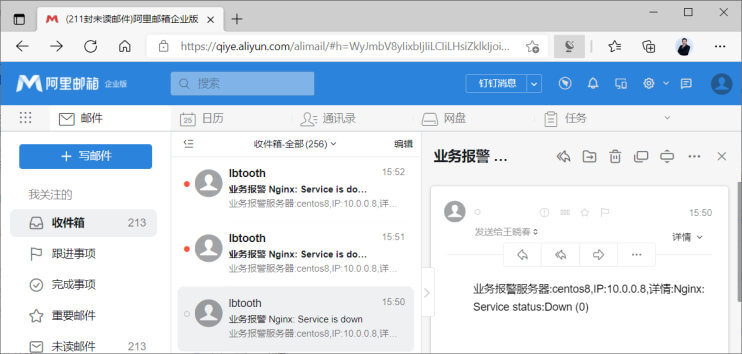 (211封未读邮件)阿里邮箱企业版
https://qiye.aliyun.com/alimail/#h=WyJmbV8yIixbIjIiLCIiLHsiZklkIjoi...
阿里邮箱 企业版
搜索
钉钉消息
邮件
25 日历
通讯录
网盘
任务
写邮件
我关注的
收件箱 213
跟进事项
完成事项
重要邮件
未读邮件 213
收件箱-全部 (256)
编辑
lbtooth 15:52
业务报警 Nginx: Service is do...
业务报警服务器:centos8,IP:10.0.0.8,详...
lbtooth 15:51
业务报警 Nginx: Service is do...
业务报警服务器:centos8,IP:10.0.0.8,详...
lbtooth 15:50
业务报警 Nginx: Service is down
业务报警服务器:centos8,IP:10.0.0.8,详...
业务报警 ...
15:50
发送给王晓春
详情
业务报警服务器:centos8,IP:10.0.0.8,详情:Nginx:
Service status:Down (0)